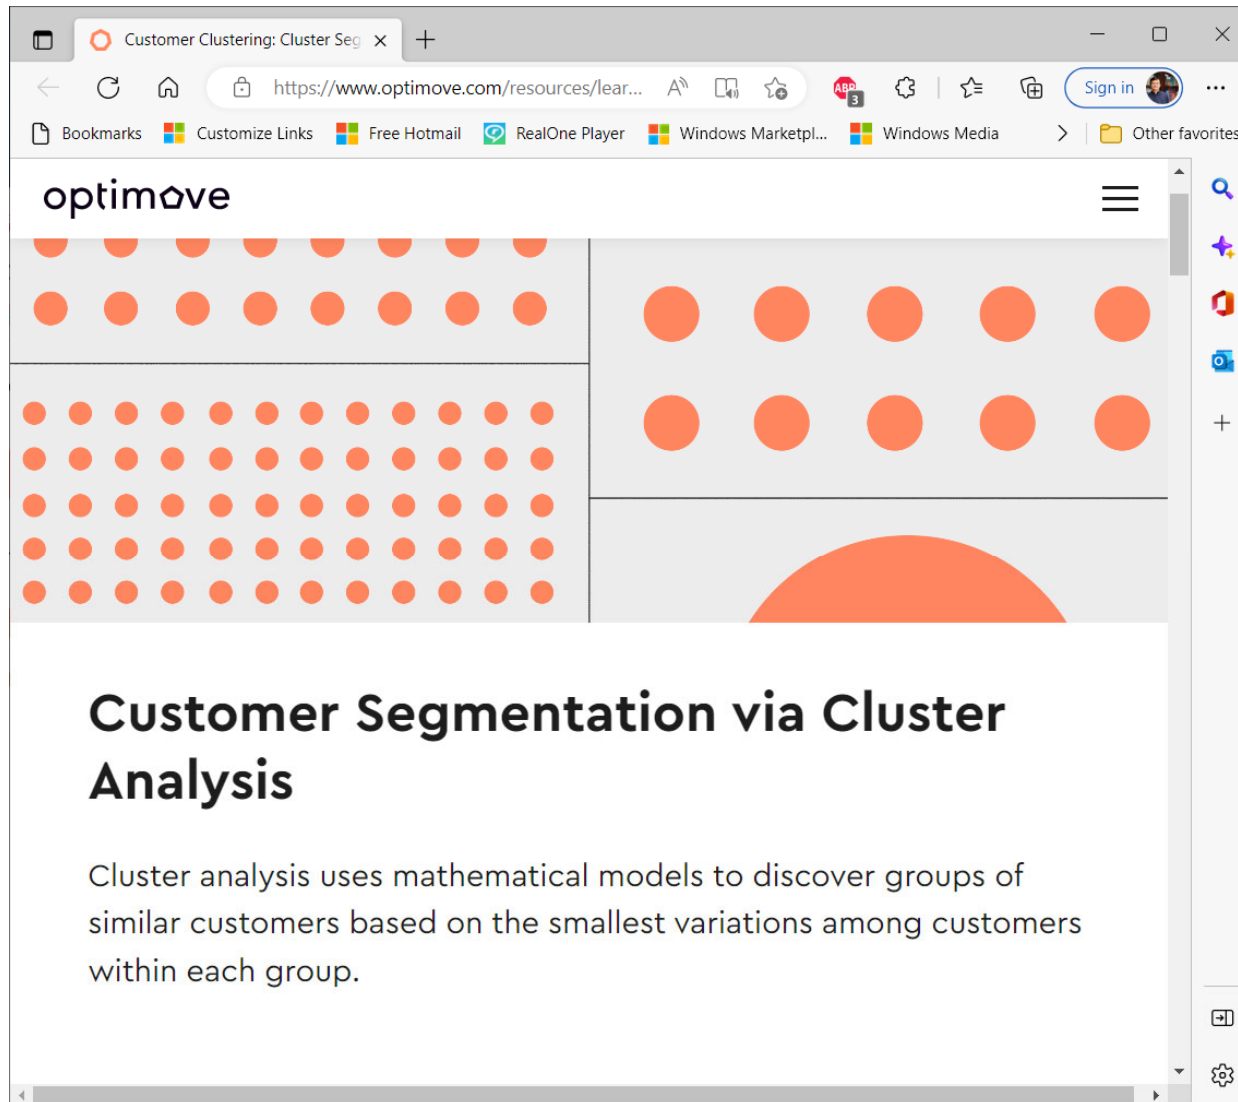 Customer Clustering: Cluster Seg
https://www.optimove.com/resources/lear...
ABP
3
Sign in
Bookmarks
Customize Links
Free Hotmail
RealOne Player
Windows Marketpl...
Windows Media
Other favorites
optimove
Customer Segmentation via Cluster
Analysis
Cluster analysis uses mathematical models to discover groups of
similar customers based on the smallest variations among customers
within each group.